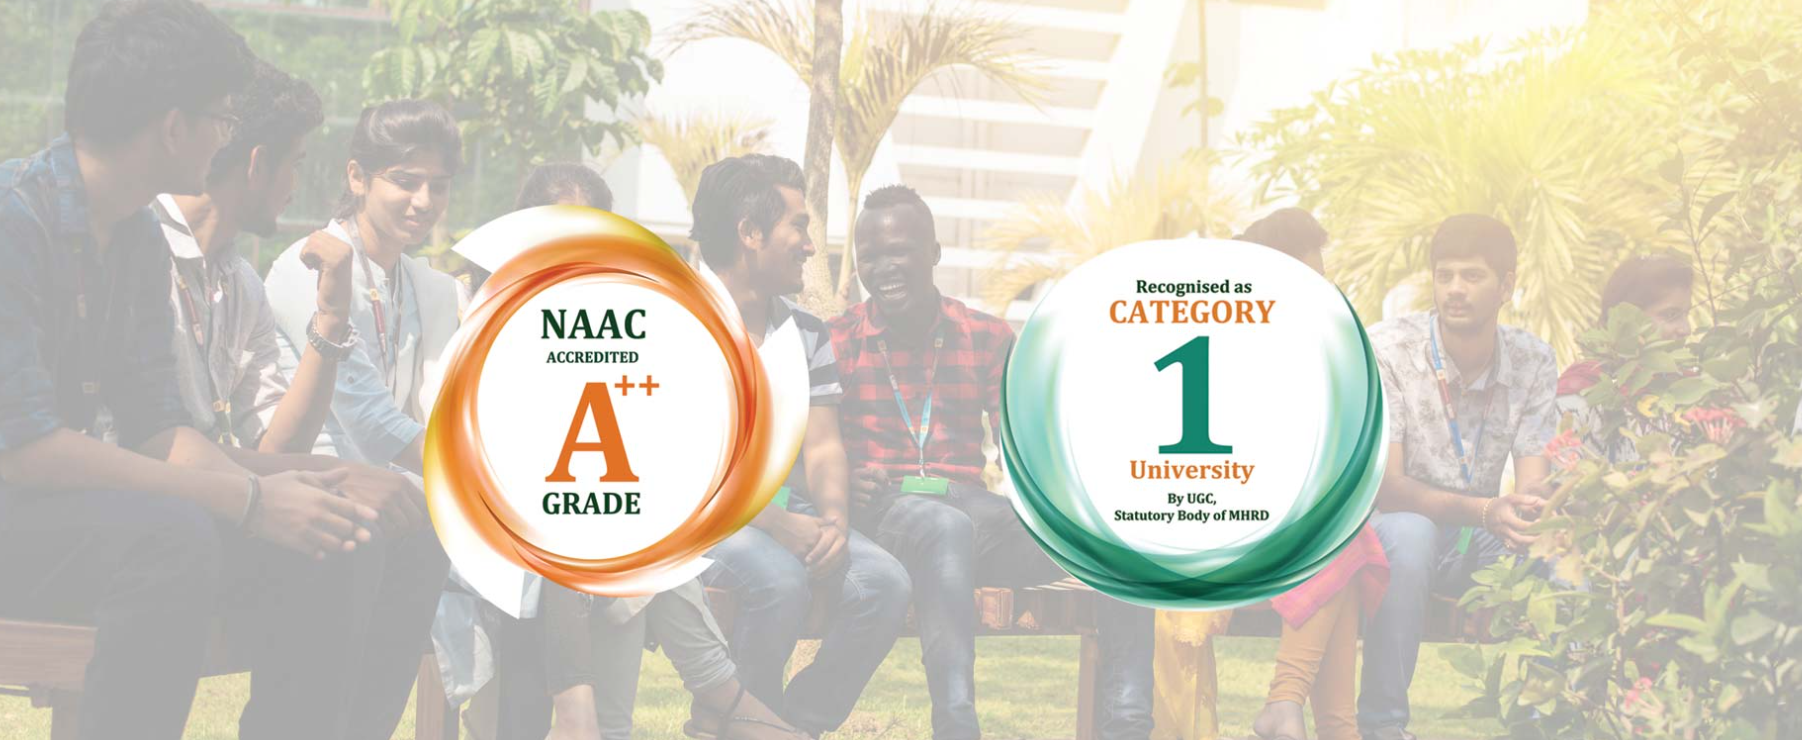 NAAC
ACCREDITED
A++
GRADE
Recognised as
CATEGORY
1
University
By UGC,
Statutory Body of MHRD